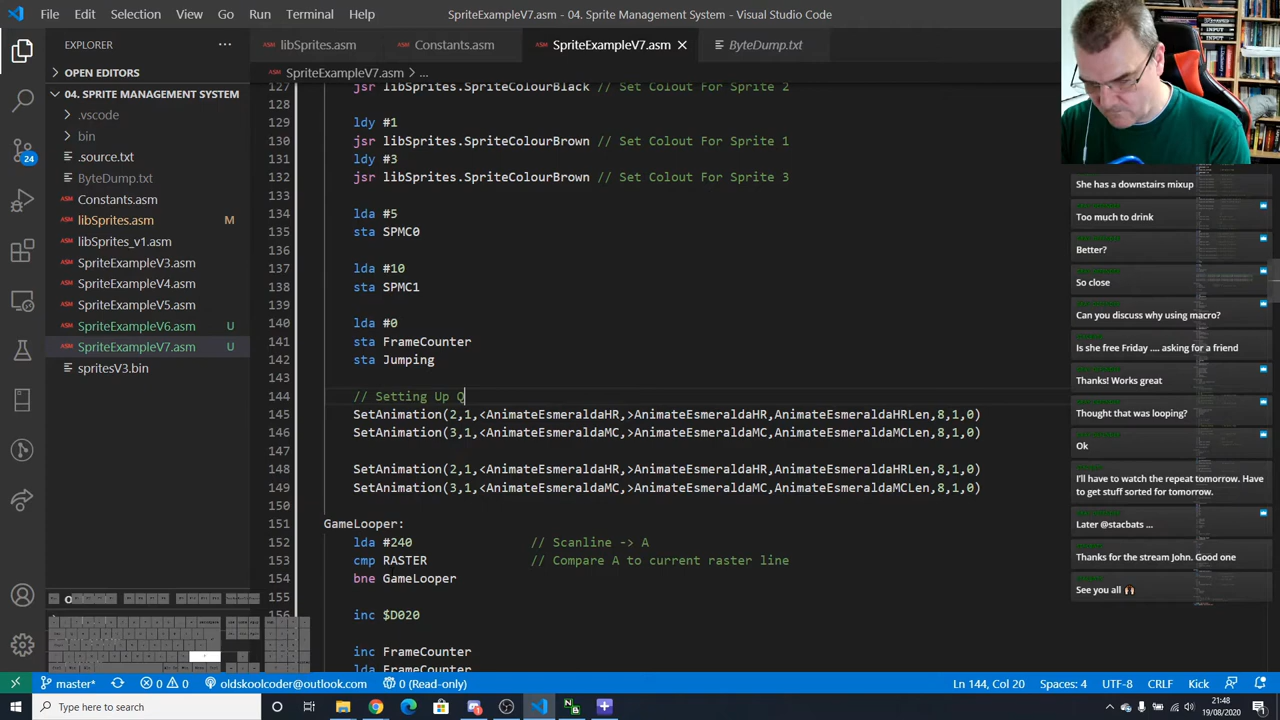 File Edit Selection View Go Run Terminal Help
SpriteExampleV7.asm - 04. Sprite Management System - Visual Studio Code
EXPLORER
OPEN EDITORS
04. SPRITE MANAGEMENT SYSTEM
.vscode
bin
.source.txt
ByteDump.txt
Constants.asm
libSprites.asm M
libSprites_v1.asm
SpriteExampleV3.asm
SpriteExampleV4.asm
SpriteExampleV5.asm
SpriteExampleV6.asm U
SpriteExampleV7.asm U
spritesV3.bin
24
libSprites.asm Constants.asm SpriteExampleV7.asm
SpriteExampleV7.asm > ...
127 jsr libSprites.SpriteColourBlack // Set Colout For Sprite 2
128
129 ldy #1
130 jsr libSprites.SpriteColourBrown // Set Colout For Sprite 1
131 ldy #3
132 jsr libSprites.SpriteColourBrown // Set Colout For Sprite 3
133
134 lda #5
135 sta SPMC0
136
137 lda #10
138 sta SPMC1
139
140 lda #0
141 sta FrameCounter
142 sta Jumping
143
144 // Setting Up Q
145 SetAnimation(2,1,<AnimateEsmeraldaHR,>AnimateEsmeraldaHR,AnimateEsmeraldaHRLen,8,1,0)
146 SetAnimation(3,1,<AnimateEsmeraldaMC,>AnimateEsmeraldaMC,AnimateEsmeraldaMCLen,8,1,0)
147
148 SetAnimation(2,1,<AnimateEsmeraldaHR,>AnimateEsmeraldaHR,AnimateEsmeraldaHRLen,8,1,0)
149 SetAnimation(3,1,<AnimateEsmeraldaMC,>AnimateEsmeraldaMC,AnimateEsmeraldaMCLen,8,1,0)
150
151 GameLooper:
152 lda #240 // Scanline -> A
153 cmp RASTER // Compare A to current raster line
154 bne GameLooper
155
156 inc $D020
inc FrameCounter
lda FrameCounter
She has a downstairs mixup
Too much to drink
Better?
So close
Can you discuss why using macro?
Is she free Friday .... asking for a friend
Thanks! Works great
Thought that was looping?
Ok
I'll have to watch the repeat tomorrow. Have
to get stuff sorted for tomorrow.
Later @stacbats ...
Thanks for the stream John. Good one
See you all
master* 0 0 oldskoolcoder@outlook.com 0 (Read-only)
Ln 144, Col 20 Spaces: 4 UTF-8 CRLF ASM Kick
Type here to search
21:48
19/08/2020